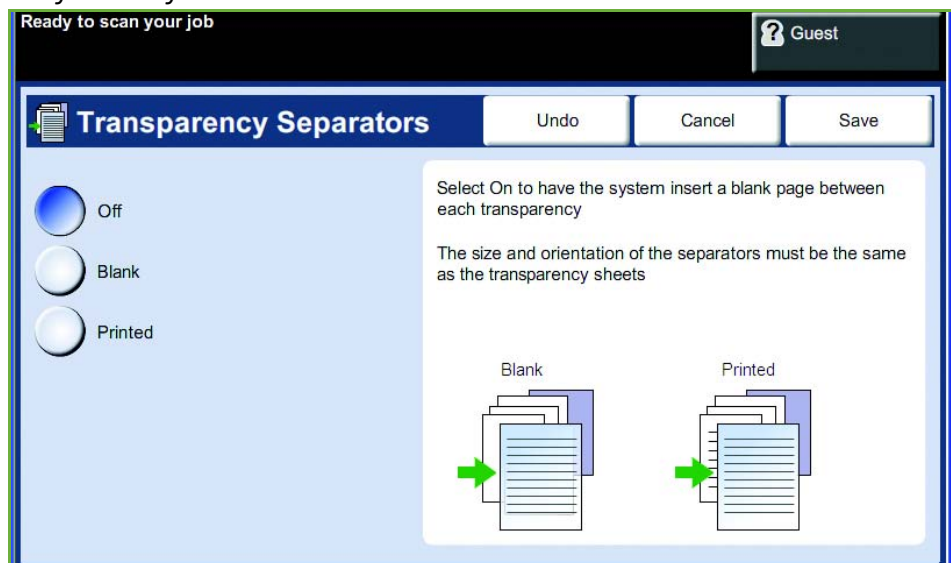 Ready to scan your job
Guest
Transparency Separators
Undo
Cancel
Save
Off
Blank
Printed
Select On to have the system insert a blank page between
each transparency
The size and orientation of the separators must be the same
as the transparency sheets
Blank
Printed